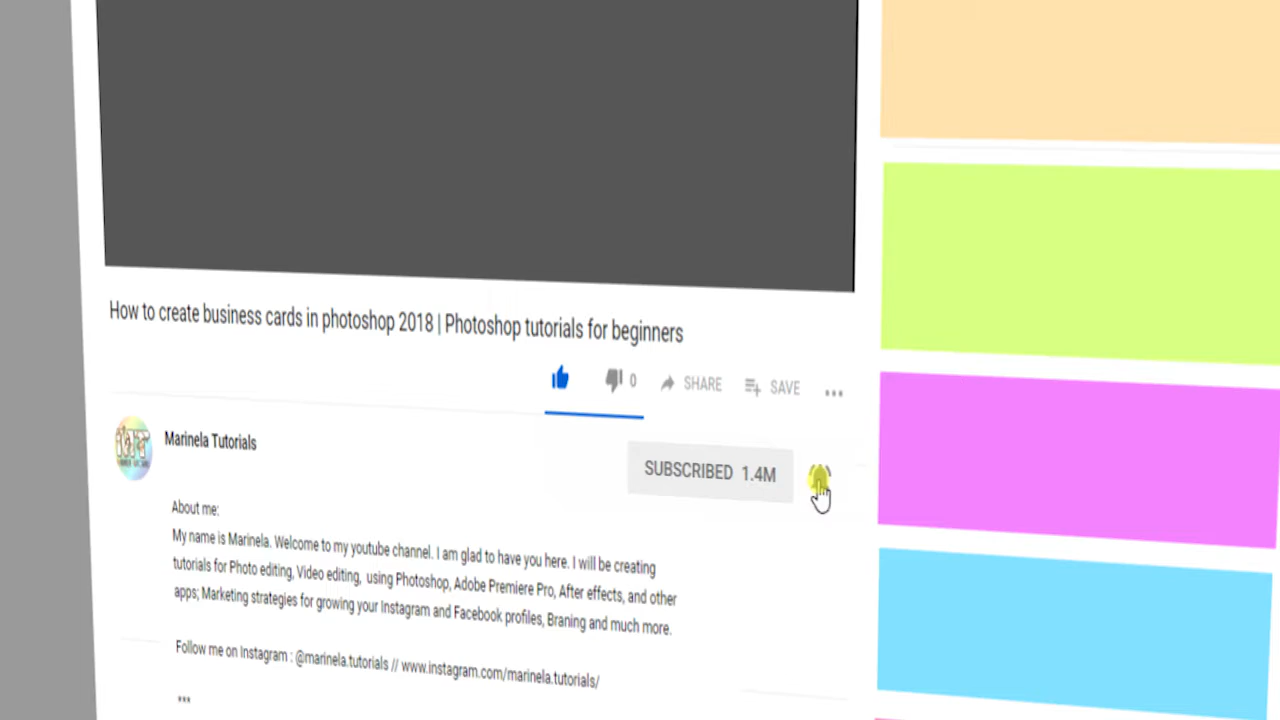 How to create business cards in photoshop 2018 | Photoshop tutorials for beginners
0 SHARE SAVE
Marinela Tutorials
SUBSCRIBED 1.4M
About me:
My name is Marinela. Welcome to my youtube channel. I am glad to have you here. I will be creating
tutorials for Photo editing, Video editing, using Photoshop, Adobe Premiere Pro, After effects, and other
apps; Marketing strategies for growing your Instagram and Facebook profiles, Braning and much more.
Follow me on Instagram : @marinela.tutorials // www.instagram.com/marinela.tutorials/